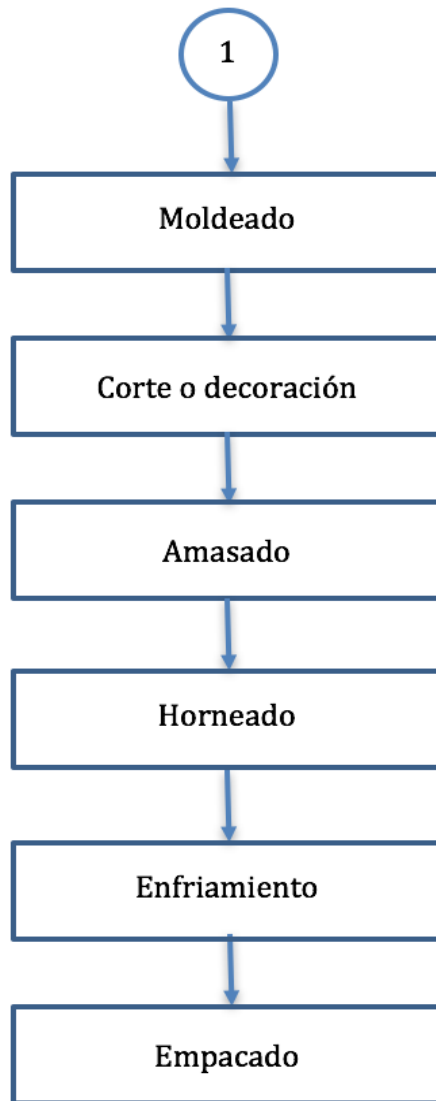 1
Moldeado
Corte o decoración
Amasado
Horneado
Enfriamiento
Empacado